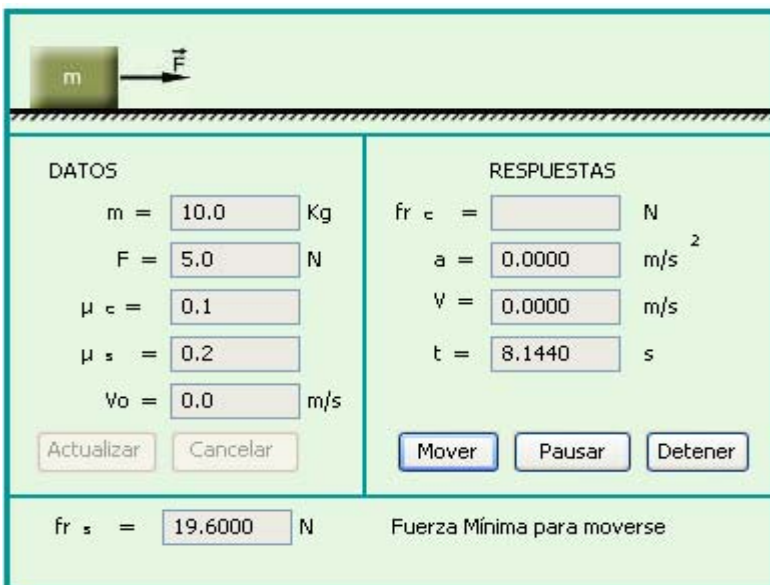 m
F
DATOS
m = 10.0 Kg
F = 5.0 N
μ c = 0.1
μ s = 0.2
Vo = 0.0 m/s
Actualizar Cancelar
RESPUESTAS
fr c = N
a = 0.0000 m/s 2
V = 0.0000 m/s
t = 8.1440 s
Mover Pausar Detener
fr s = 19.6000 N Fuerza Mínima para moverse